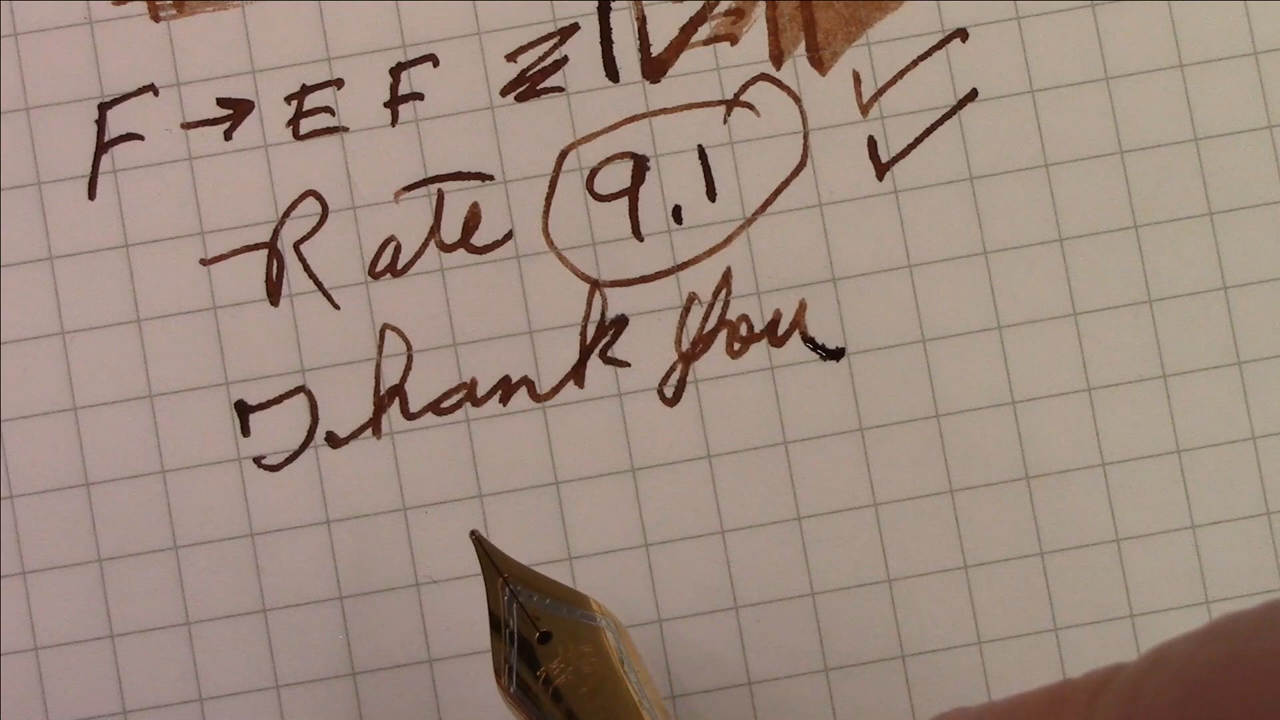 F → EF
Rate 9.1
Thank You